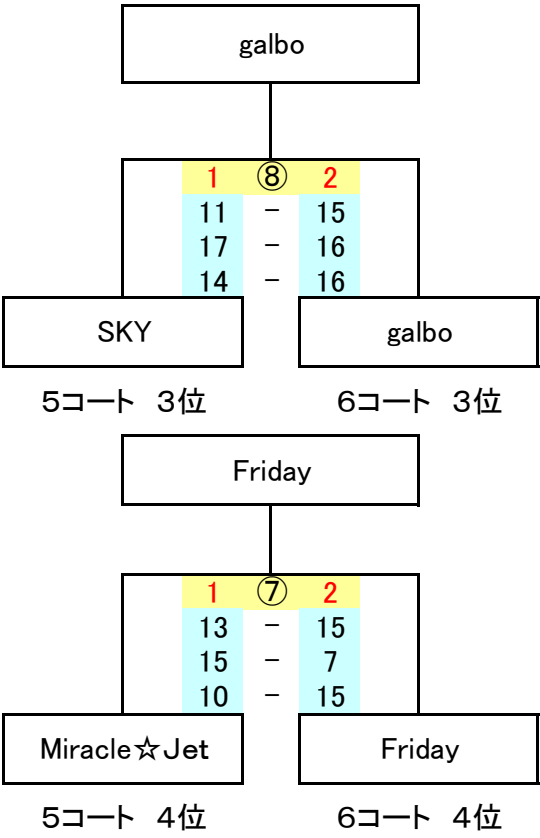 galbo
1 ⑧ 2
11 - 15
17 - 16
14 - 16
SKY galbo
5コート 3位 6コート 3位
Friday
1 ⑦ 2
13 - 15
15 - 7
10 - 15
Miracle☆Jet Friday
5コート 4位 6コート 4位